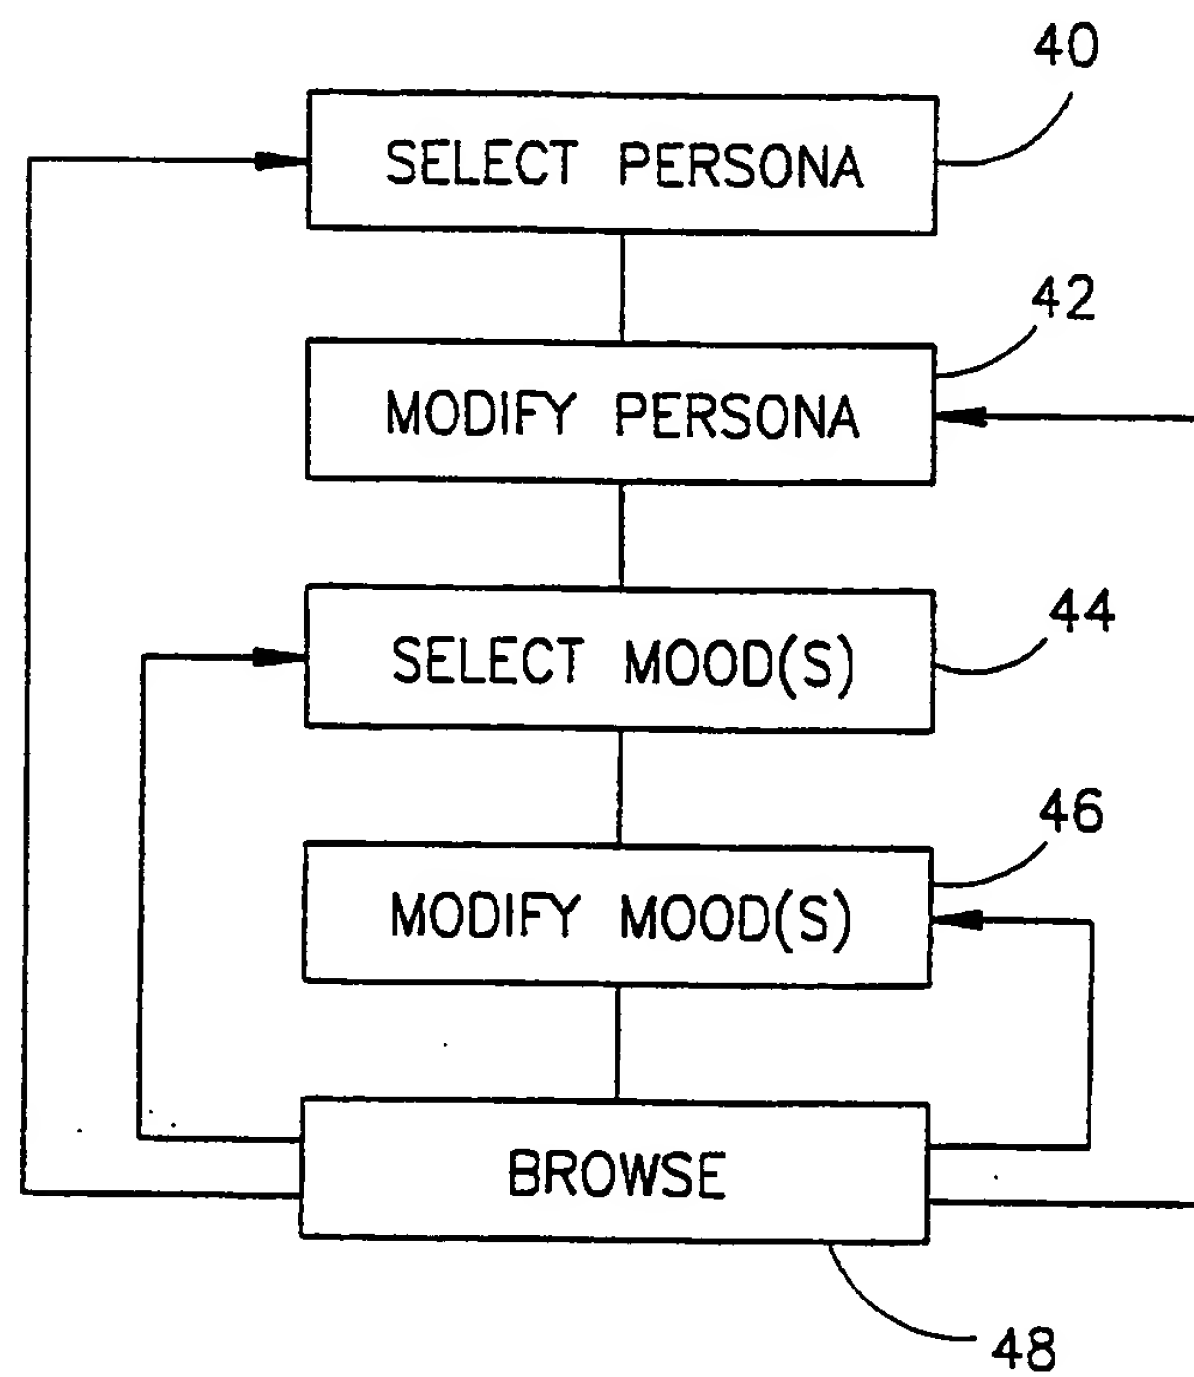 40
SELECT PERSONA
42
MODIFY PERSONA
44
SELECT MOOD(S)
46
MODIFY MOOD(S)
BROWSE
48